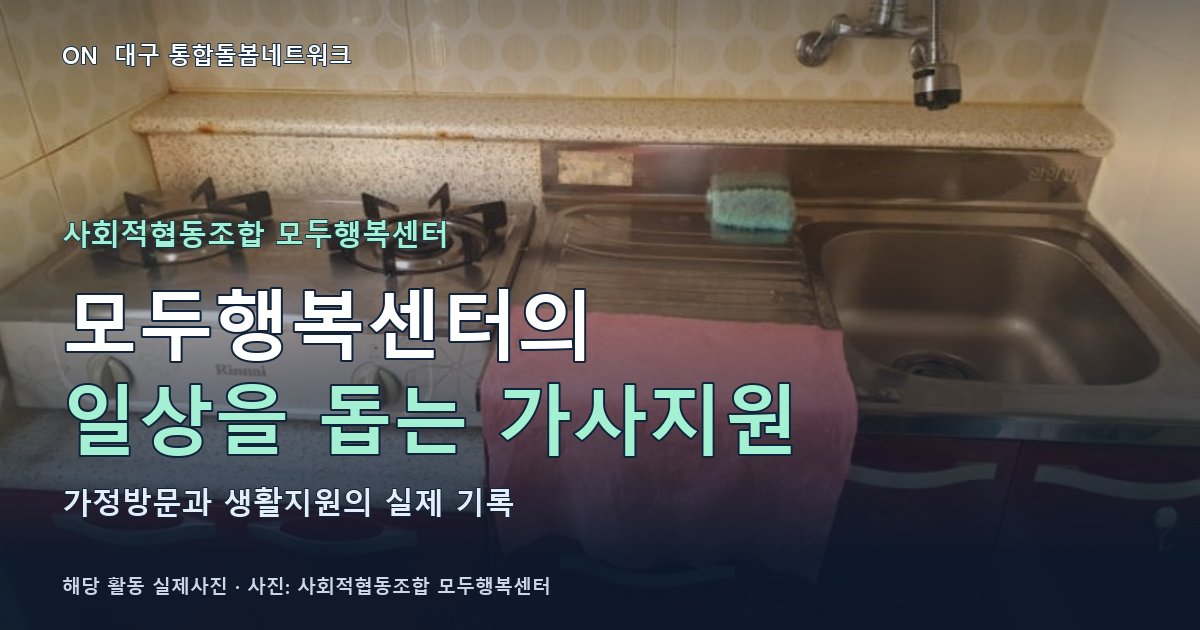 ON 대구 통합돌봄네트워크
사회적협동조합 모두행복센터
모두행복센터의
Rinnai
일상을 돕는 가사지원
가정방문과 생활지원의 실제 기록
해당 활동 실제사진 · 사진: 사회적협동조합 모두행복센터